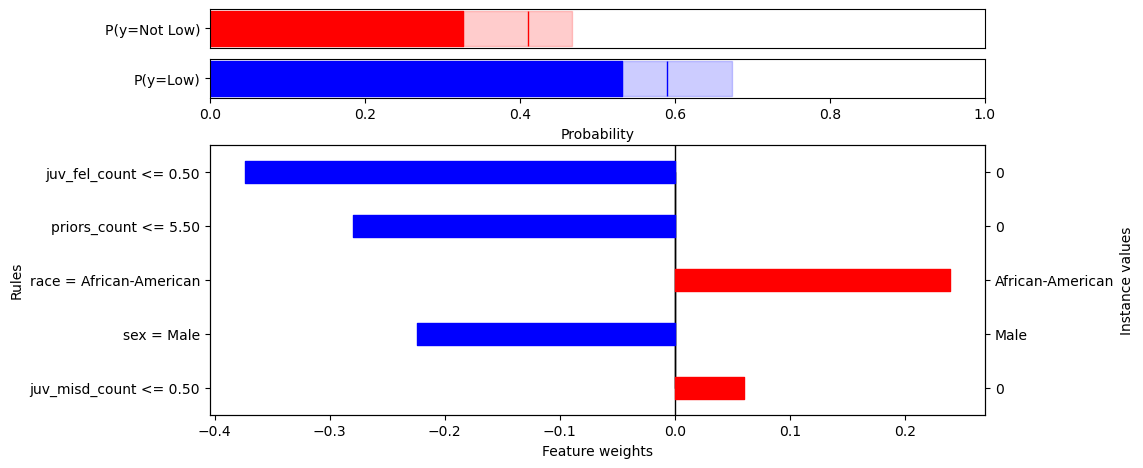 P(y=Not Low)
P(y=Low)
0.0 0.2 0.4 0.6 0.8 1.0
Probability
juv_fel_count <= 0.50 0
priors_count <= 5.50 0
race = African-American African-American
sex = Male Male
juv_misd_count <= 0.50 0
Rules
Instance values
−0.4 −0.3 −0.2 −0.1 0.0 0.1 0.2
Feature weights